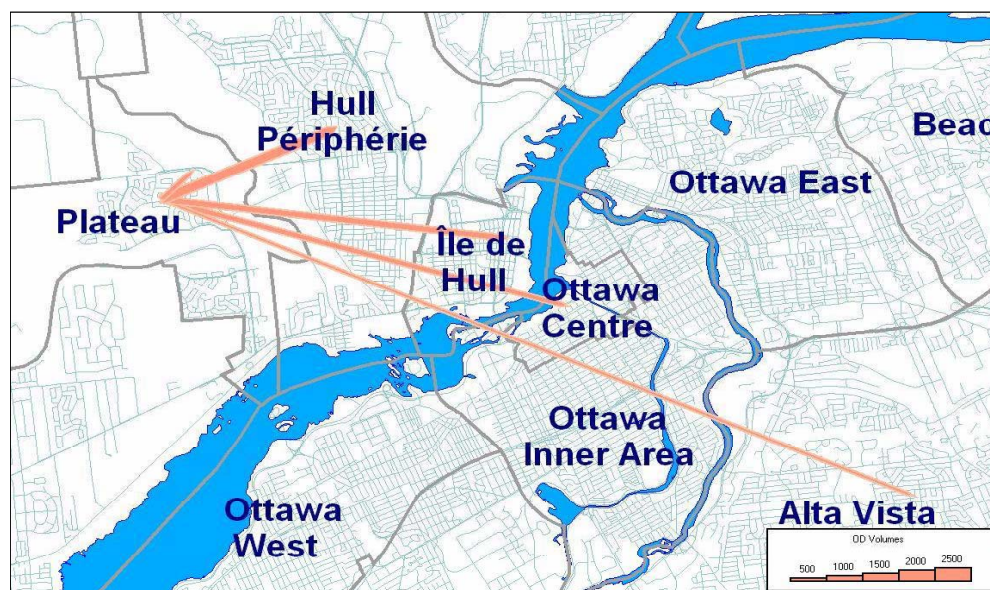 Hull
Périphérie
Beac
Ottawa East
Plateau
Île de
Hull
Ottawa
Centre
Ottawa
Inner Area
Ottawa
West
Alta Vista
OD Volumes
500 1000 1500 2000 2500